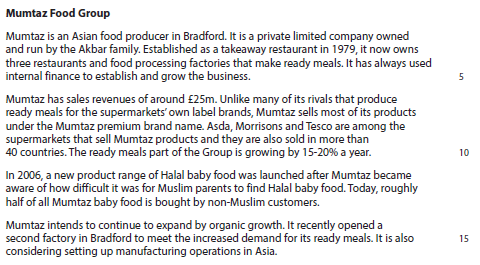 Mumtaz Food Group
Mumtaz is an Asian food producer in Bradford. It is a private limited company owned
and run by the Akbar family. Established as a takeaway restaurant in 1979, it now owns
three restaurants and food processing factories that make ready meals. It has always used
internal finance to establish and grow the business. 5
Mumtaz has sales revenues of around £25m. Unlike many of its rivals that produce
ready meals for the supermarkets' own label brands, Mumtaz sells most of its products
under the Mumtaz premium brand name. Asda, Morrisons and Tesco are among the
supermarkets that sell Mumtaz products and they are also sold in more than
40 countries. The ready meals part of the Group is growing by 15-20% a year. 10
In 2006, a new product range of Halal baby food was launched after Mumtaz became
aware of how difficult it was for Muslim parents to find Halal baby food. Today, roughly
half of all Mumtaz baby food is bought by non-Muslim customers.
Mumtaz intends to continue to expand by organic growth. It recently opened a
second factory in Bradford to meet the increased demand for its ready meals. It is also 15
considering setting up manufacturing operations in Asia.